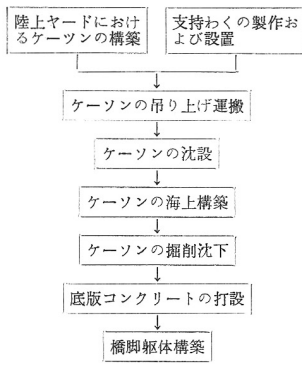 陸上ヤードにおけ
るケーソンの構築
支持わくの製作お
よび設置
ケーソンの吊り上げ運搬
ケーソンの沈設
ケーソンの海上構築
ケーソンの掘削沈下
底版コンクリートの打設
橋脚躯体構築